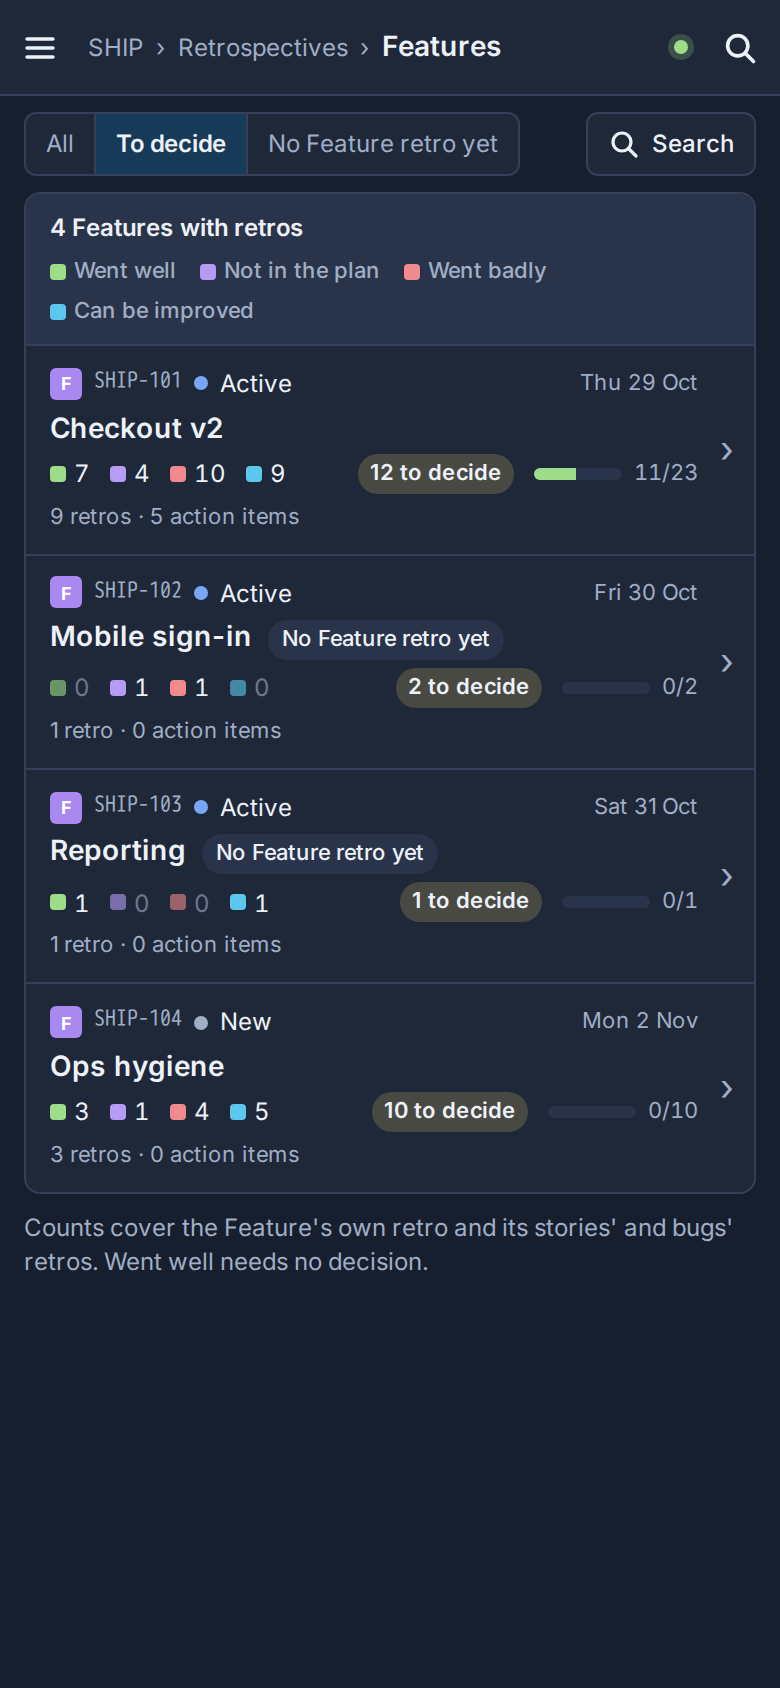 SHIP › Retrospectives › Features
All To decide No Feature retro yet Search
4 Features with retros
Went well Not in the plan Went badly
Can be improved
F SHIP-101 Active Thu 29 Oct
Checkout v2
7 4 10 9 12 to decide 11/23
9 retros · 5 action items
F SHIP-102 Active Fri 30 Oct
Mobile sign-in No Feature retro yet
0 1 1 0 2 to decide 0/2
1 retro · 0 action items
F SHIP-103 Active Sat 31 Oct
Reporting No Feature retro yet
1 0 0 1 1 to decide 0/1
1 retro · 0 action items
F SHIP-104 New Mon 2 Nov
Ops hygiene
3 1 4 5 10 to decide 0/10
3 retros · 0 action items
Counts cover the Feature's own retro and its stories' and bugs'
retros. Went well needs no decision.